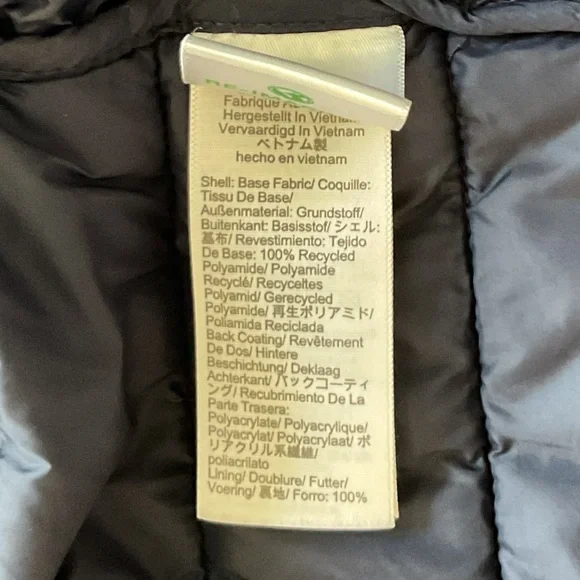 Fabrique
Hergestellt In Vietnam
Vervaardigd In Vietnam
ベトナム製
hecho en vietnam
Shell: Base Fabric/ Coquille:
Tissu De Base/
Außenmaterial: Grundstoff/
Buitenkant: Basisstof/ シェル:
基布/ Revestimiento: Tejido
De Base: 100% Recycled
Polyamide/ Polyamide
Recyclé/ Recyceltes
Polyamid/ Gerecycled
Polyamide/ 再生ポリアミド/
Poliamida Reciclada
Back Coating/ Revêtement
De Dos/ Hintere
Beschichtung/ Deklaag
Achterkant/ バックコーティ
ング/ Recubrimiento De La
Parte Trasera:
Polyacrylate/ Polyacrylique/
Polyacrylat/ Polyacrylaat/ ポ
リアクリル系繊維/
poliacrilato
Lining/ Doublure/ Futter/
Voering/ 裏地/ Forro: 100%